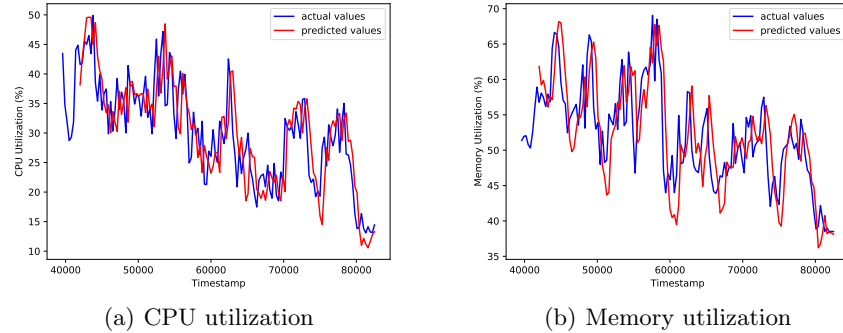 actual values
predicted values
50
45
40
35
30
25
20
15
10
CPU Utilization (%)
40000 50000 60000 70000 80000
Timestamp
(a) CPU utilization
actual values
predicted values
70
65
60
55
50
45
40
35
Memory Utilization (%)
40000 50000 60000 70000 80000
Timestamp
(b) Memory utilization